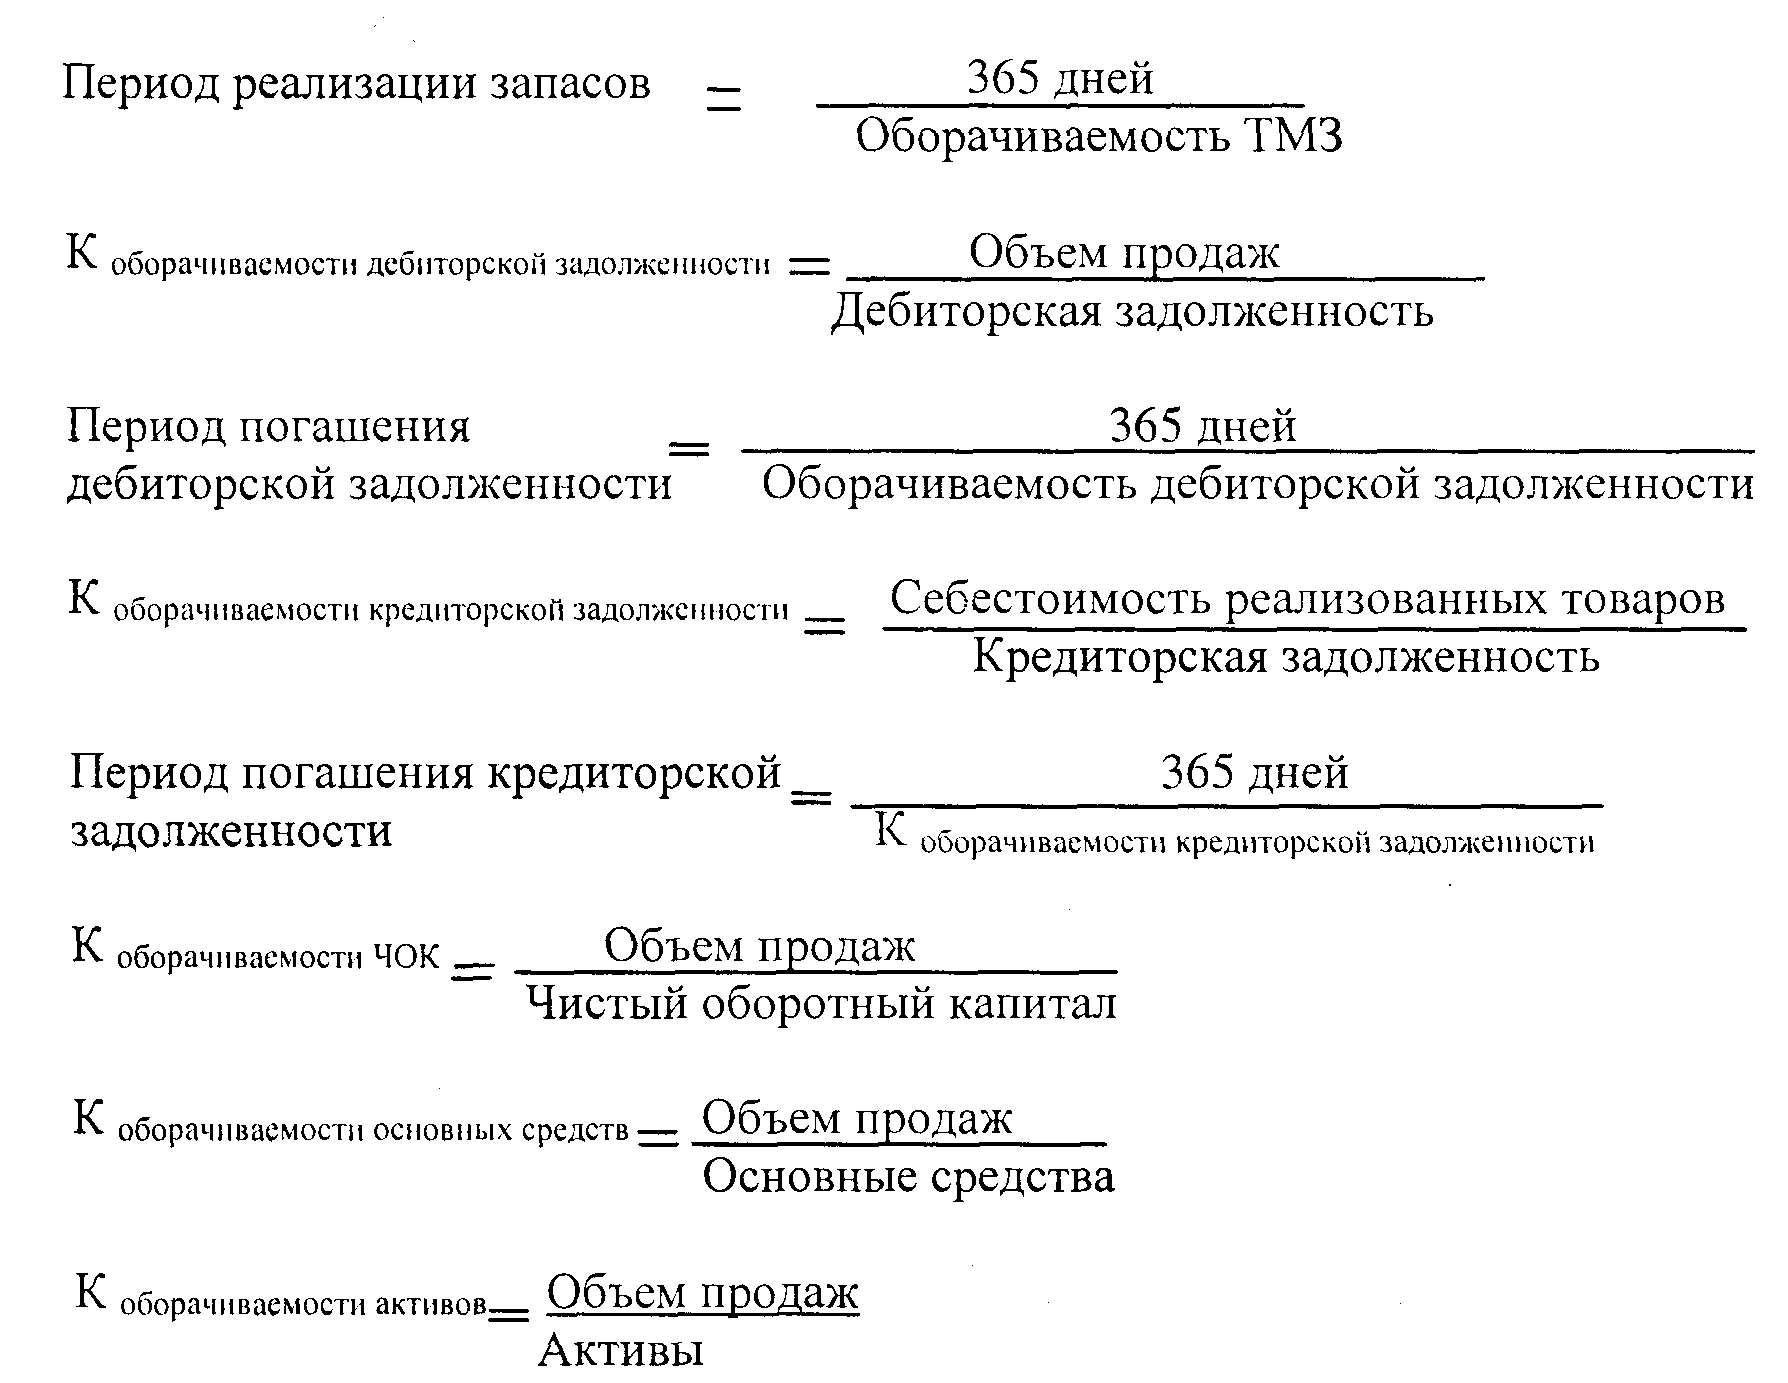 Период реализации запасов = 365 дней
Оборачиваемость ТМЗ
К оборачиваемости дебиторской задолженности = Объем продаж
Дебиторская задолженность
Период погашения = 365 дней
дебиторской задолженности Оборачиваемость дебиторской задолженности
К оборачиваемости кредиторской задолженности = Себестоимость реализованных товаров
Кредиторская задолженность
Период погашения кредиторской = 365 дней
задолженности К оборачиваемости кредиторской задолженности
К оборачиваемости ЧОК = Объем продаж
Чистый оборотный капитал
К оборачиваемости основных средств = Объем продаж
Основные средства
К оборачиваемости активов = Объем продаж
Активы